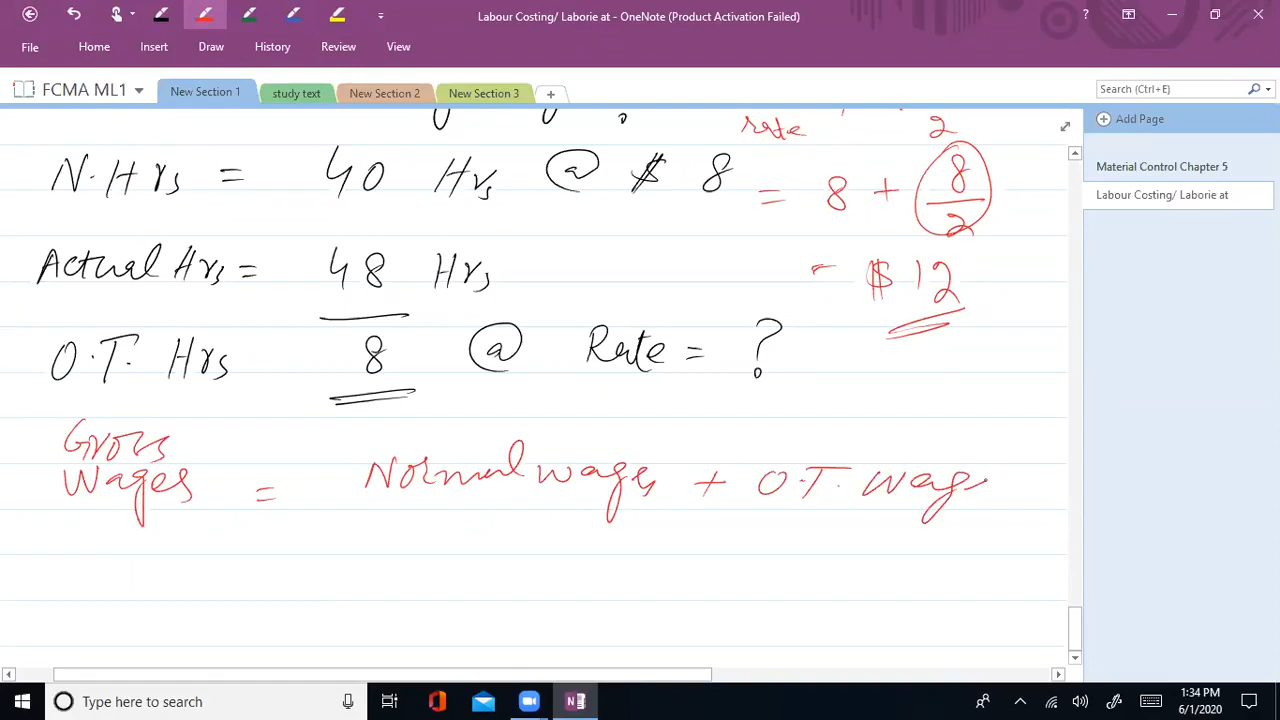 Labour Costing/ Laborie at - OneNote (Product Activation Failed)
File Home Insert Draw History Review View
FCMA ML1 New Section 1 study text New Section 2 New Section 3 Search (Ctrl+E)
Add Page
Material Control Chapter 5
Labour Costing/ Laborie at
rate 2
N.Hrs = 40 Hrs @ $ 8
= 8 + 8/2
Actual Hrs = 48 Hrs
= $ 12
O.T. Hrs 8 @ Rate = ?
Gross
Wages = Normal wages + O.T. Wag
Type here to search
1:34 PM
6/1/2020